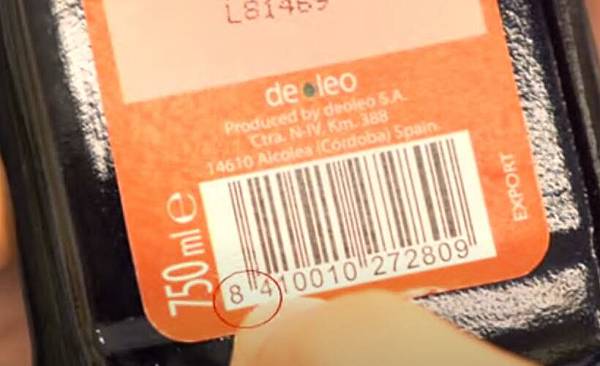 L81469
deoleo
Produced by deoleo S.A.
Ctra. N-IV, Km. 388
14610 Alcolea (Córdoba) Spain.
750 ml e
EXPORT
8 410010 272809